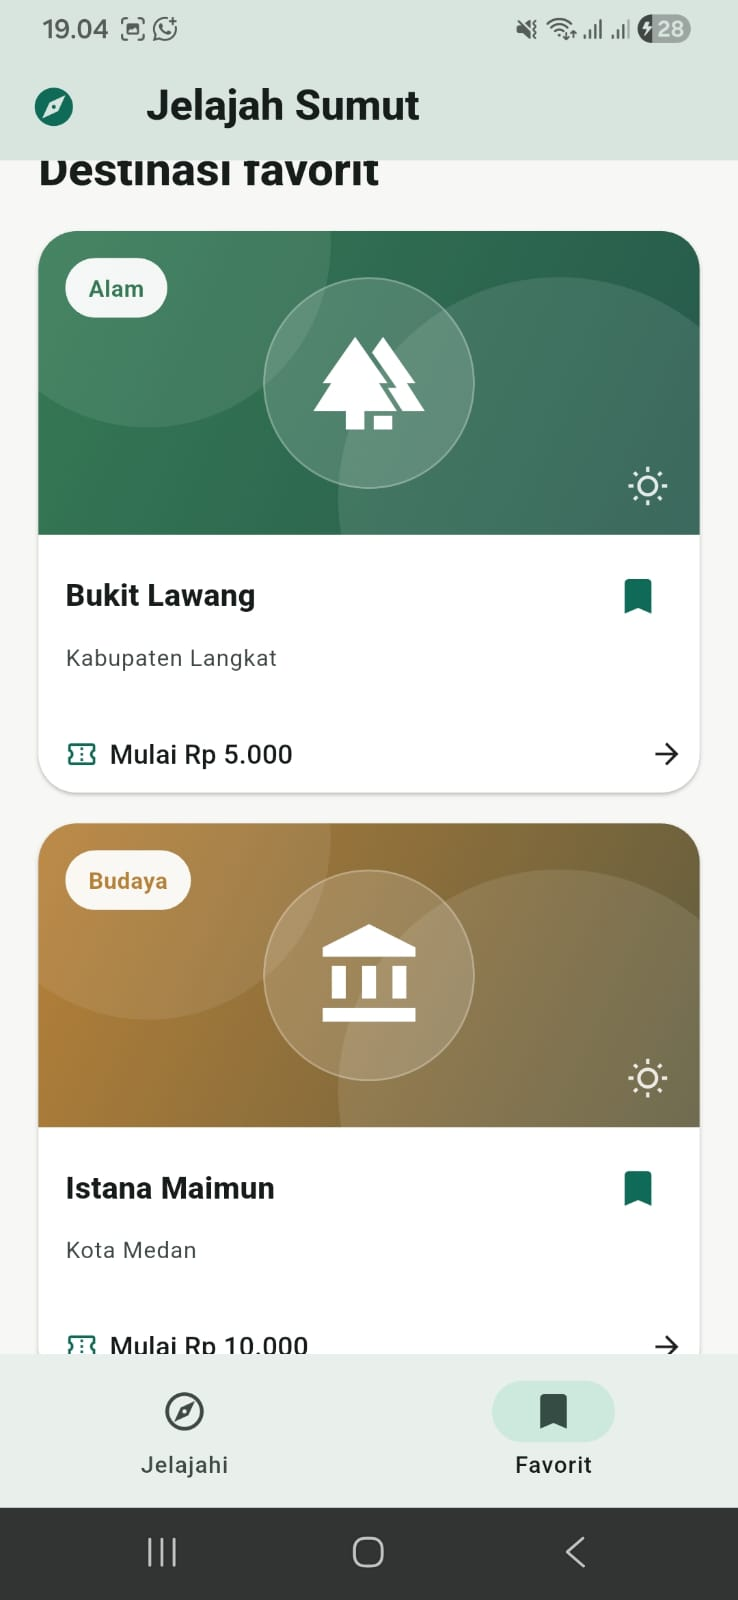 19.04
28
Jelajah Sumut
Destinasi favorit
Alam
Bukit Lawang
Kabupaten Langkat
Mulai Rp 5.000
Budaya
Istana Maimun
Kota Medan
Mulai Rp 10.000
Jelajahi
Favorit